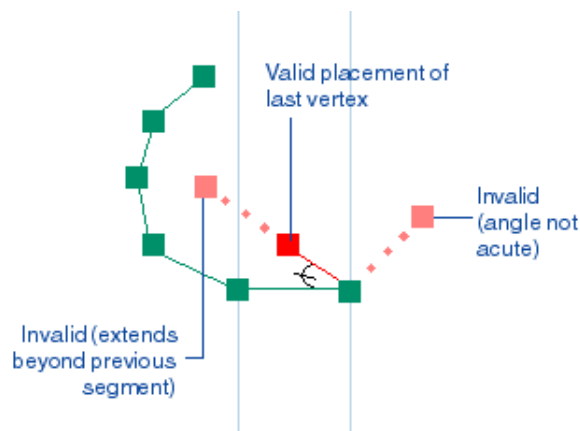 Valid placement of
last vertex
Invalid
(angle not
acute)
Invalid (extends
beyond previous
segment)